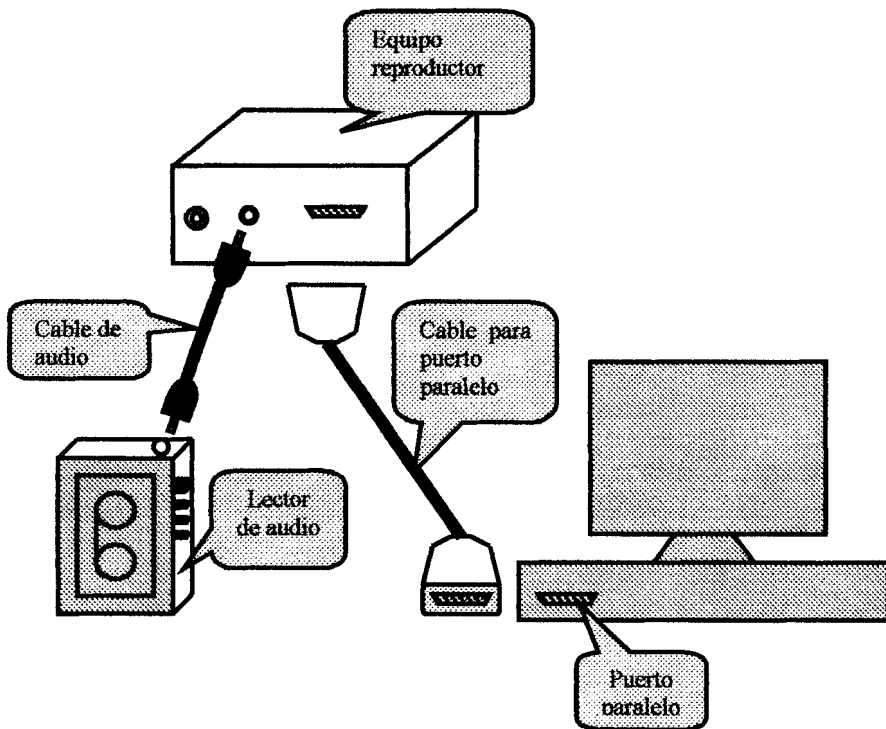 Equipo
reproductor
Cable de
audio
Cable para
puerto
paralelo
Lector
de audio
Puerto
paralelo